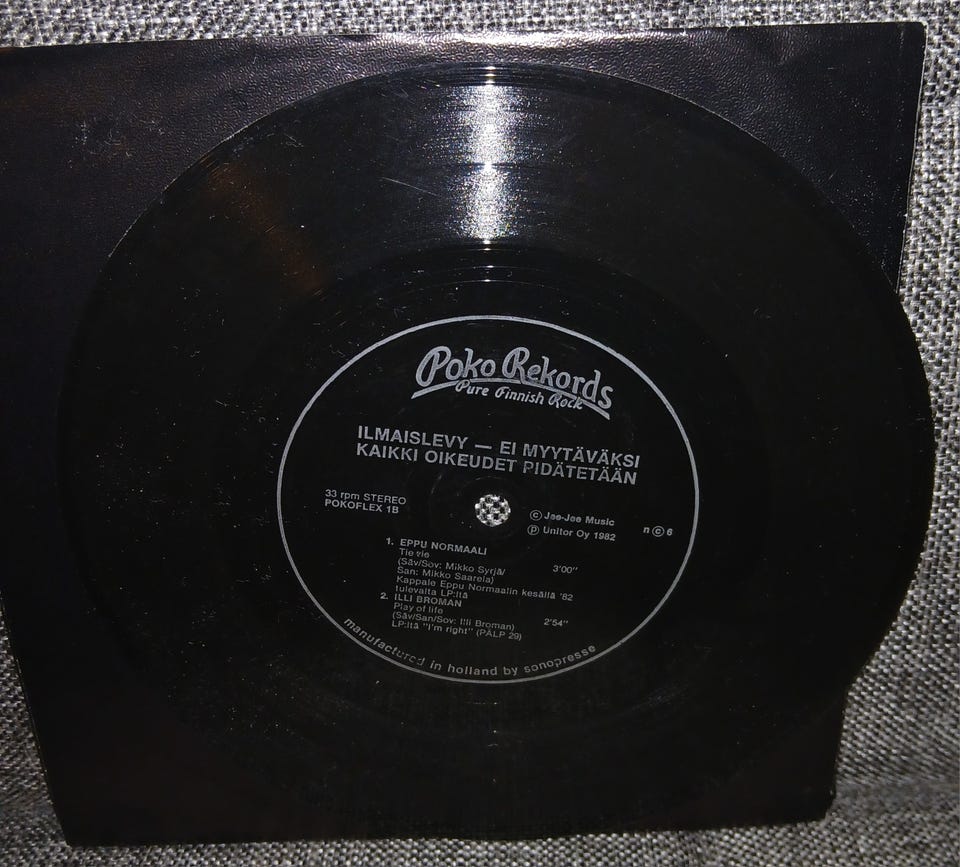 Poko Rekords
Pure Finnish Rock
ILMAISLEVY — EI MYYTÄVÄKSI
KAIKKI OIKEUDET PIDÄTETÄÄN
33 rpm STEREO
POKOFLEX 1B
Ⓒ Jee-Jee Music
Ⓟ Unitor Oy 1982
n Ⓒ 6
1. EPPU NORMAALI
Tie vie 3'00"
(Säv/Sov: Mikko Syrjä/
San: Mikko Saarela)
Kappale Eppu Normaalin kesällä '82
tulevalta LP:ltä
2. ILLI BROMAN
Play of life 2'54"
(Säv/San/Sov: Illi Broman)
LP:ltä "I'm right" (PÄLP 29)
manufactured in holland by sonopresse